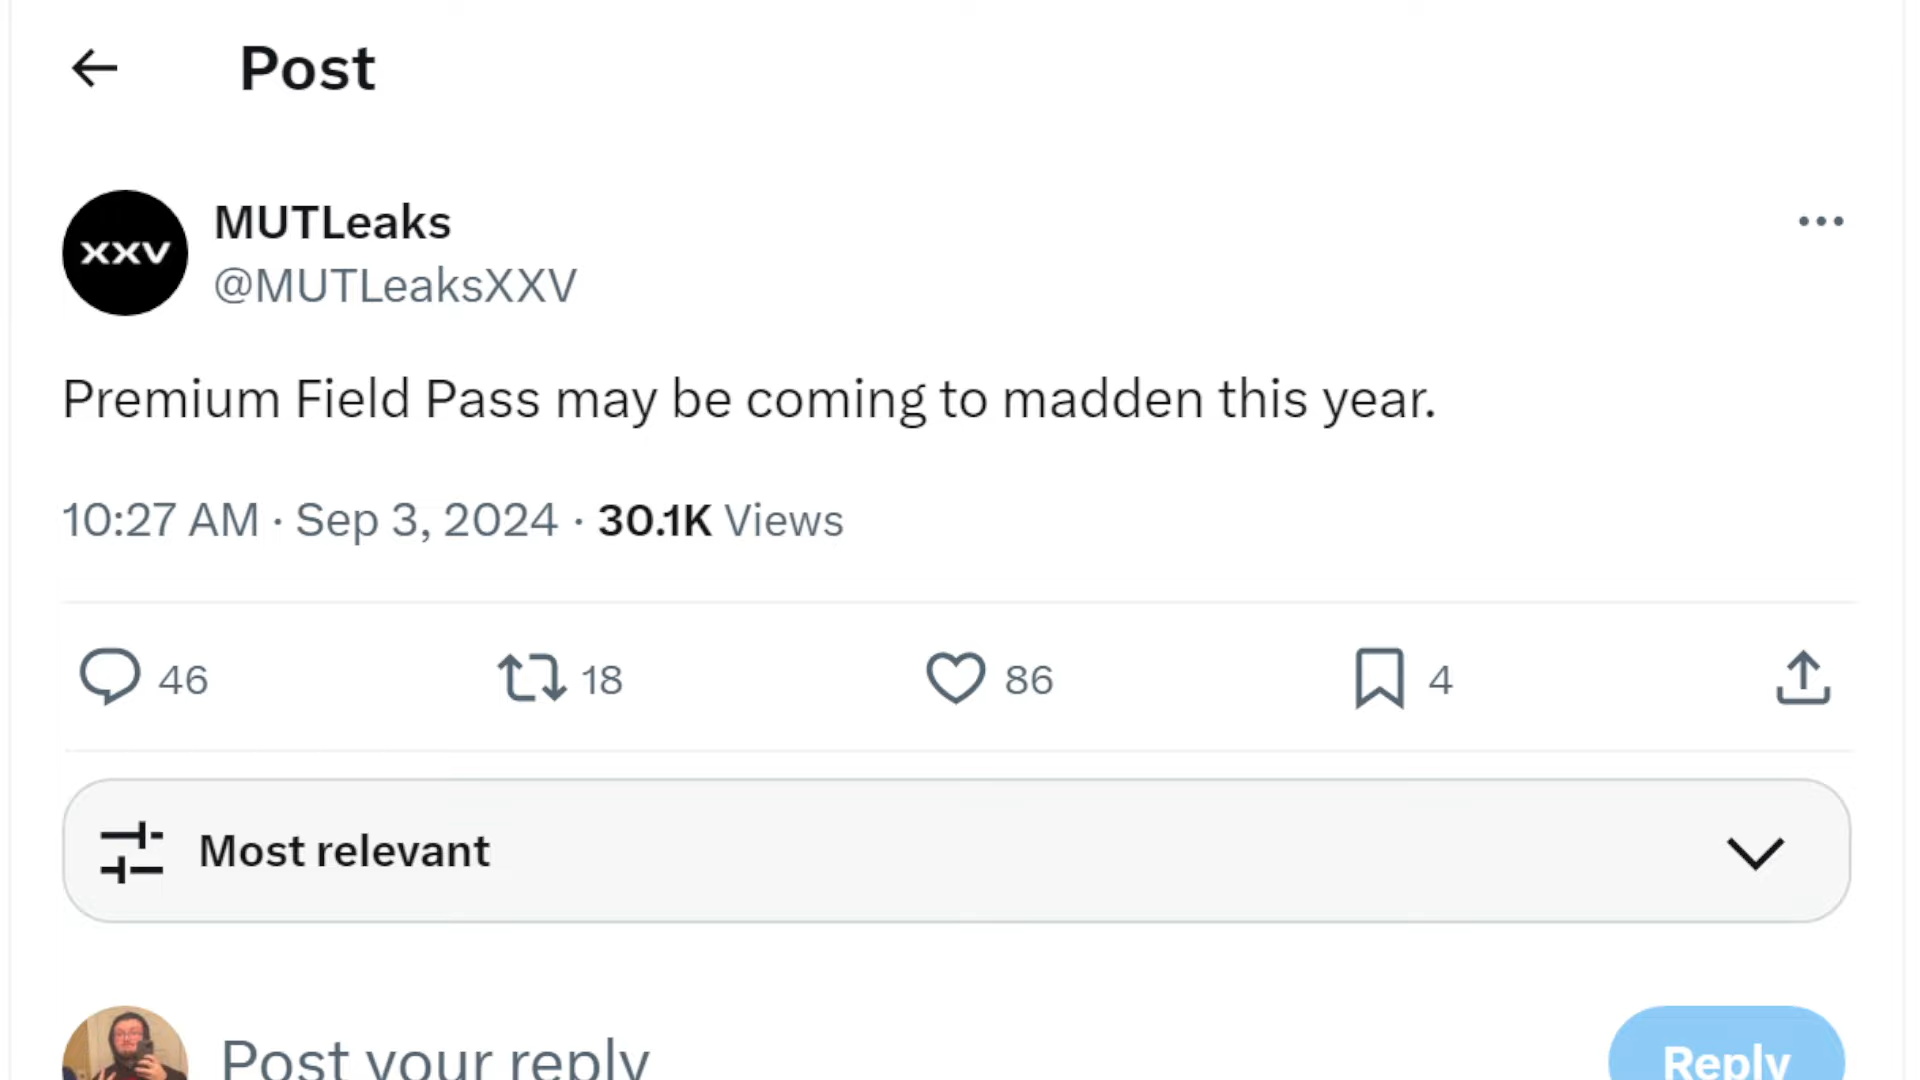 Post
XXV
MUTLeaks
@MUTLeaksXXV
Premium Field Pass may be coming to madden this year.
10:27 AM · Sep 3, 2024 · 30.1K Views
46 18 86 4
Most relevant
Post your reply
Reply